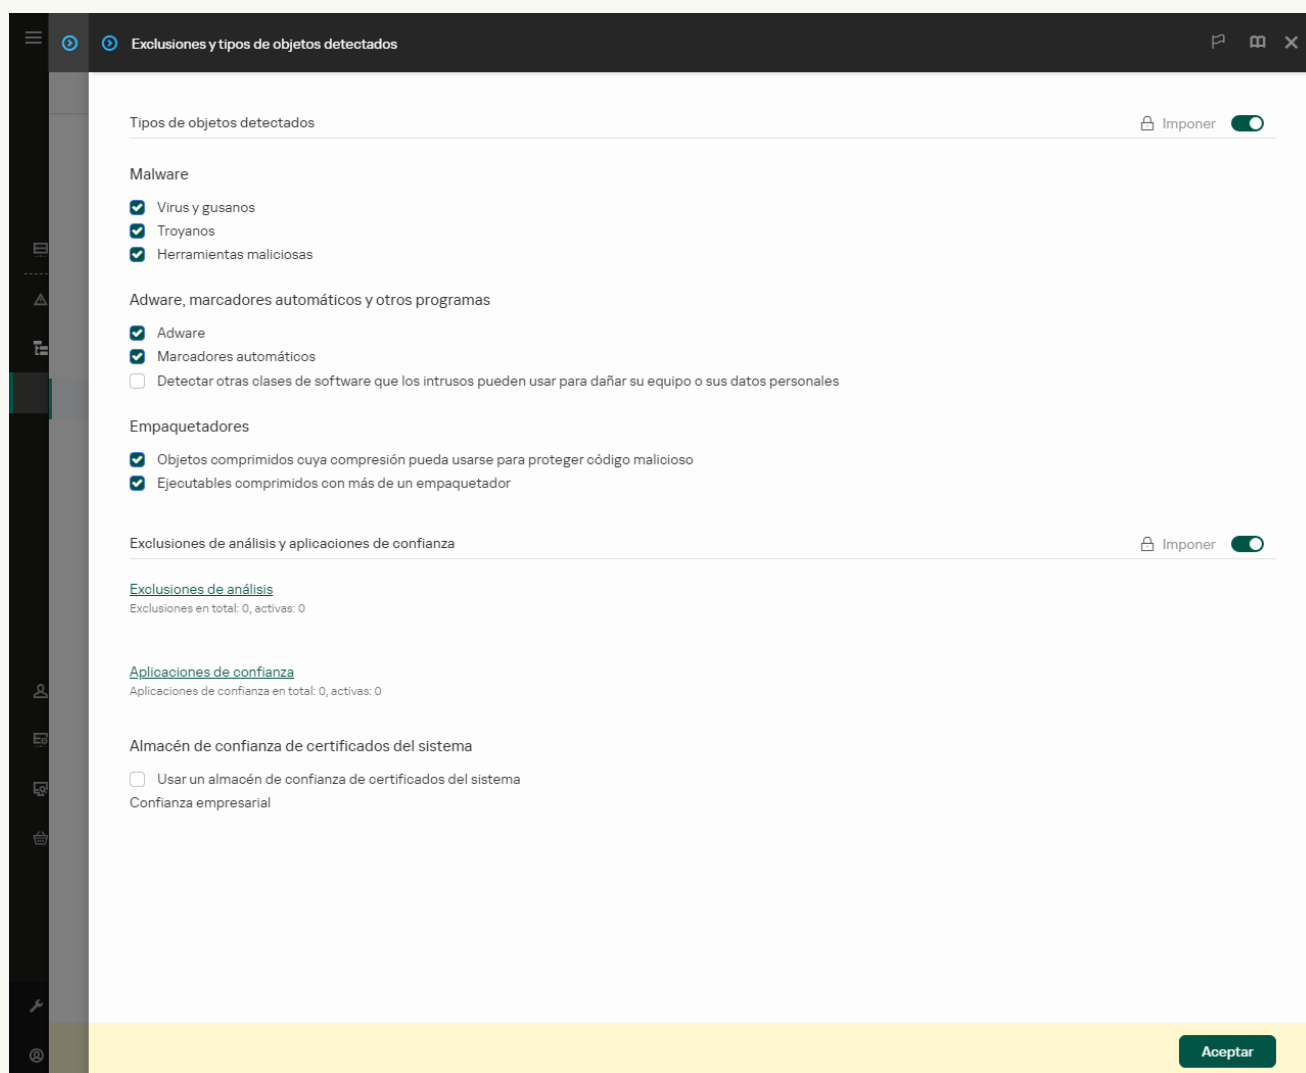 Exclusiones y tipos de objetos detectados
Tipos de objetos detectados
Imponer
Malware
Virus y gusanos
Troyanos
Herramientas maliciosas
Adware, marcadores automáticos y otros programas
Adware
Marcadores automáticos
Detectar otras clases de software que los intrusos pueden usar para dañar su equipo o sus datos personales
Empaquetadores
Objetos comprimidos cuya compresión pueda usarse para proteger código malicioso
Ejecutables comprimidos con más de un empaquetador
Exclusiones de análisis y aplicaciones de confianza
Imponer
Exclusiones de análisis
Exclusiones en total: 0, activas: 0
Aplicaciones de confianza
Aplicaciones de confianza en total: 0, activas: 0
Almacén de confianza de certificados del sistema
Usar un almacén de confianza de certificados del sistema
Confianza empresarial
Aceptar